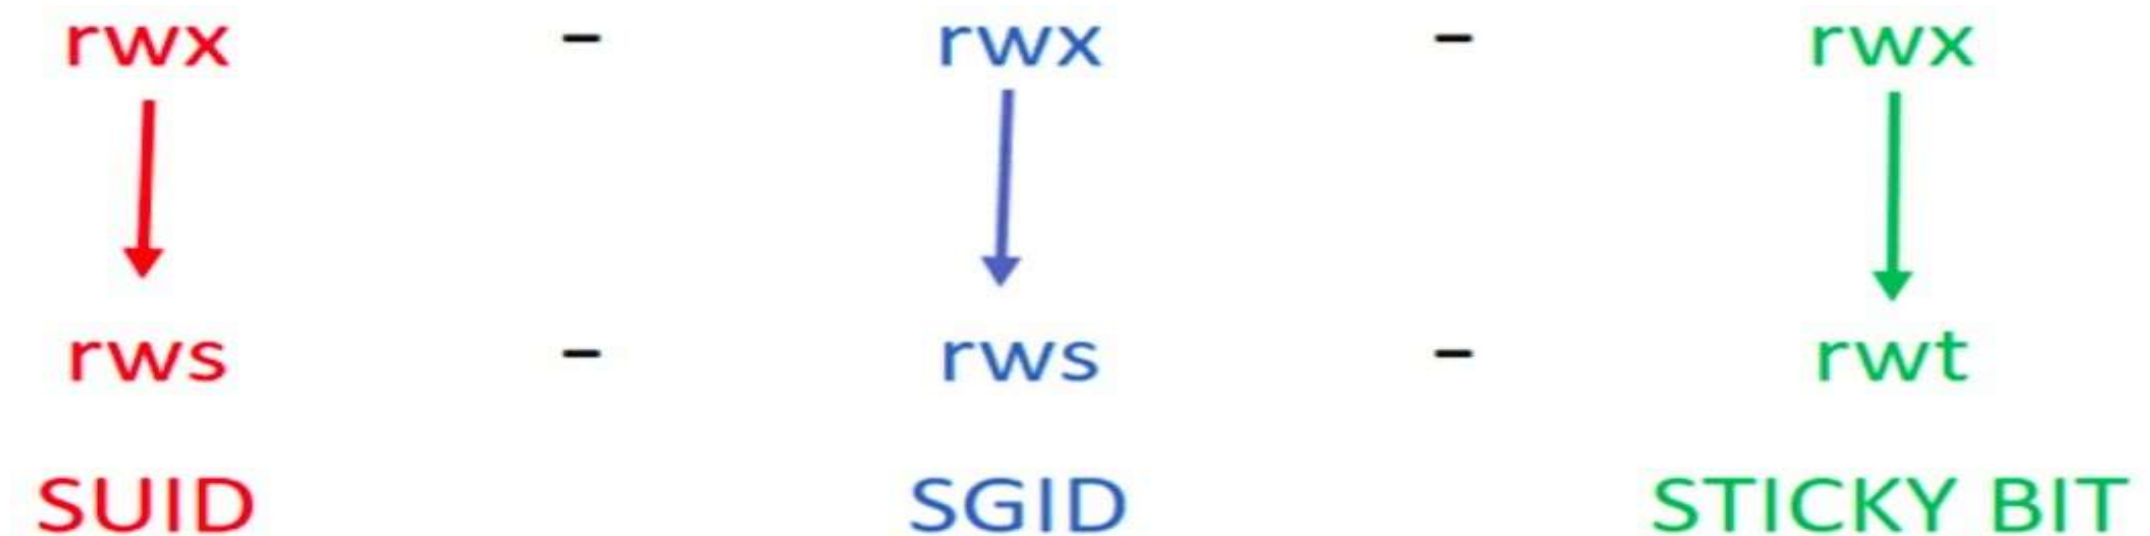 rwx - rwx - rwx
rws - rws - rwt
SUID SGID STICKY BIT